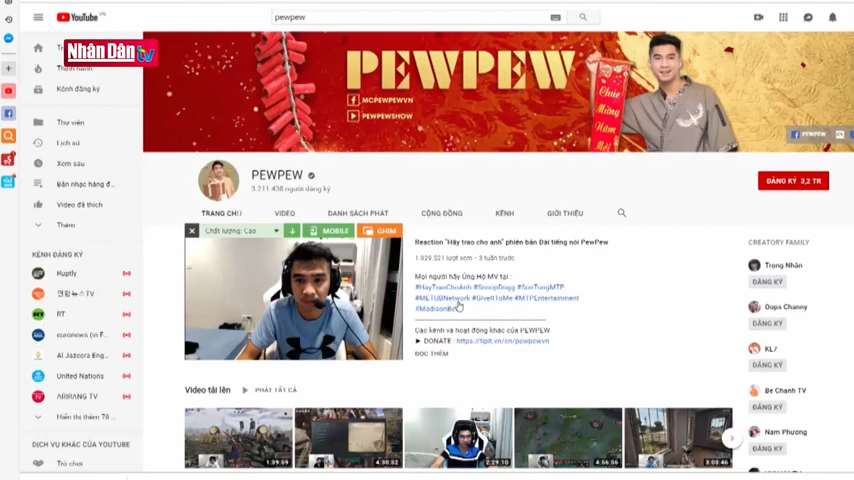 YouTube VN
pewpew
Nhân Dân tv
Thịnh hành
Kênh đăng ký
Thư viện
Lịch sử
Xem sau
Bản nhạc hàng đ...
Video đã thích
Thêm
KÊNH ĐĂNG KÝ
Ruptly
RT
euronews (in F...
Al Jazeera Eng...
United Nations
ARIRANG TV
Hiển thị thêm 78 ...
DỊCH VỤ KHÁC CỦA YOUTUBE
Trò chơi
PEWPEW
MCPEWPEWVN
PEWPEWSHOW
Chúc Mừng Năm Mới
PEWPEW
PEWPEW
3.211.438 người đăng ký
ĐĂNG KÝ 3,2 TR
TRANG CHỦ VIDEO DANH SÁCH PHÁT CỘNG ĐỒNG KÊNH GIỚI THIỆU
Chất lượng: Cao MOBILE GHIM
Reaction "Hãy trao cho anh" phiên bản Đài tiếng nói PewPew
1.929.521 lượt xem - 3 tuần trước
Mọi người hãy Ủng Hộ MV tại :
#HayTraoChoAnh #SnoopDogg #SonTungMTP
#METUBNetwork #GiveItToMe #MTPEntertainment
Các kênh và hoạt động khác của PEWPEW
► DONATE : https://tipit.vn/cn/pewpewvn
ĐỌC THÊM
Video tải lên PHÁT TẤT CẢ
1:39:59
4:30:52
2:29:10
4:56:56
3:03:46
CREATORY FAMILY
Trọng Nhân
ĐĂNG KÝ
Oops Channy
ĐĂNG KÝ
KL7
ĐĂNG KÝ
Be Chanh TV
ĐĂNG KÝ
Nam Phương
ĐĂNG KÝ